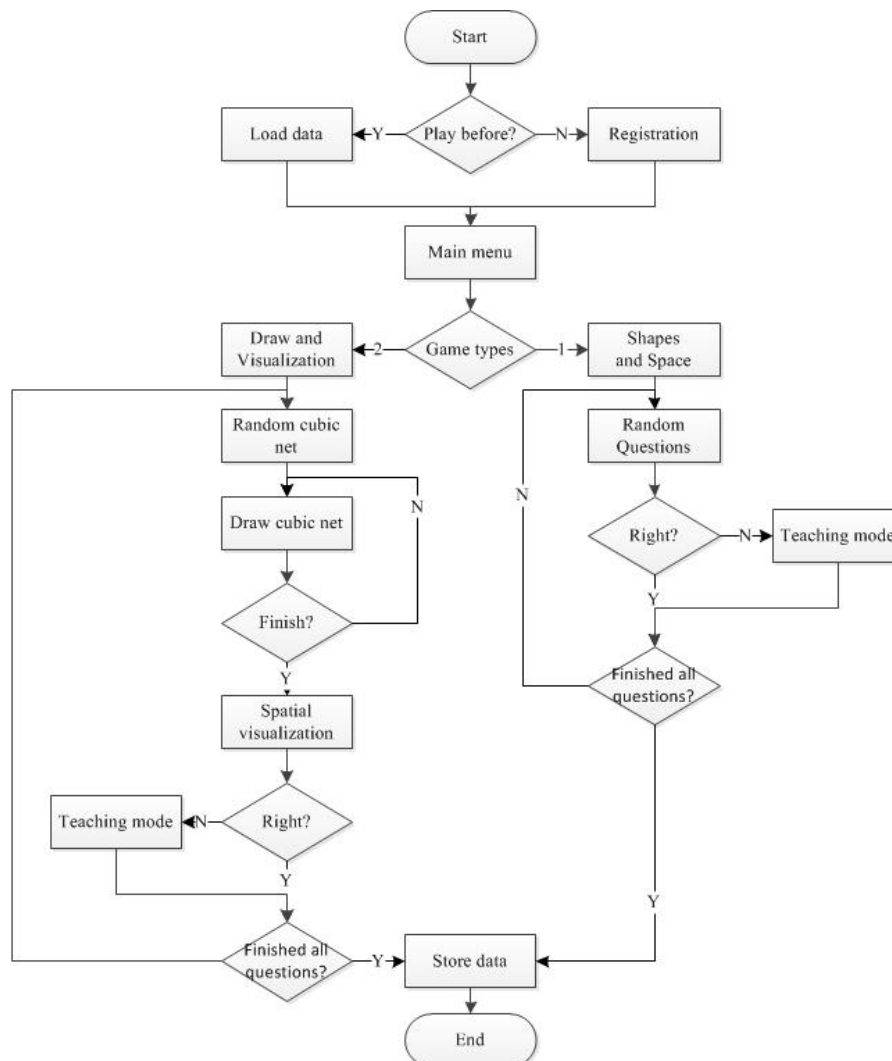 Start
Load data
Y
Play before?
N
Registration
Main menu
Draw and
Visualization
2
Game types
1
Shapes
and Space
Random cubic
net
Random
Questions
N
N
Draw cubic net
Right?
N
Teaching mode
Y
Finish?
Y
Finished all
questions?
Spatial
visualization
Teaching mode
N
Right?
Y
Y
Finished all
questions?
Y
Store data
End